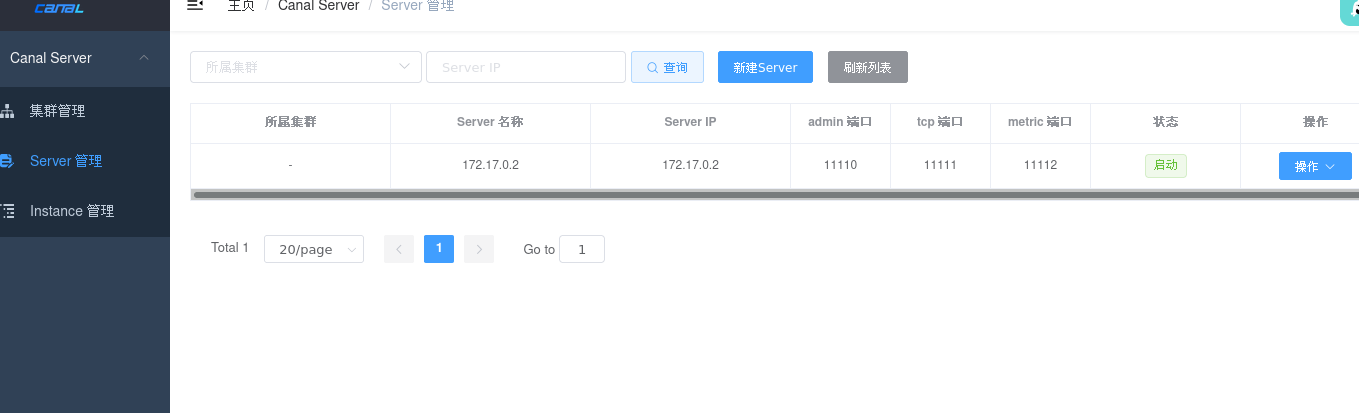 CANAL
主页 / Canal Server / Server 管理
Canal Server
集群管理
Server 管理
Instance 管理
所属集群 Server IP 查询 新建Server 刷新列表
所属集群 Server 名称 Server IP admin 端口 tcp 端口 metric 端口 状态 操作
- 172.17.0.2 172.17.0.2 11110 11111 11112 启动 操作
Total 1 20/page 1 Go to 1